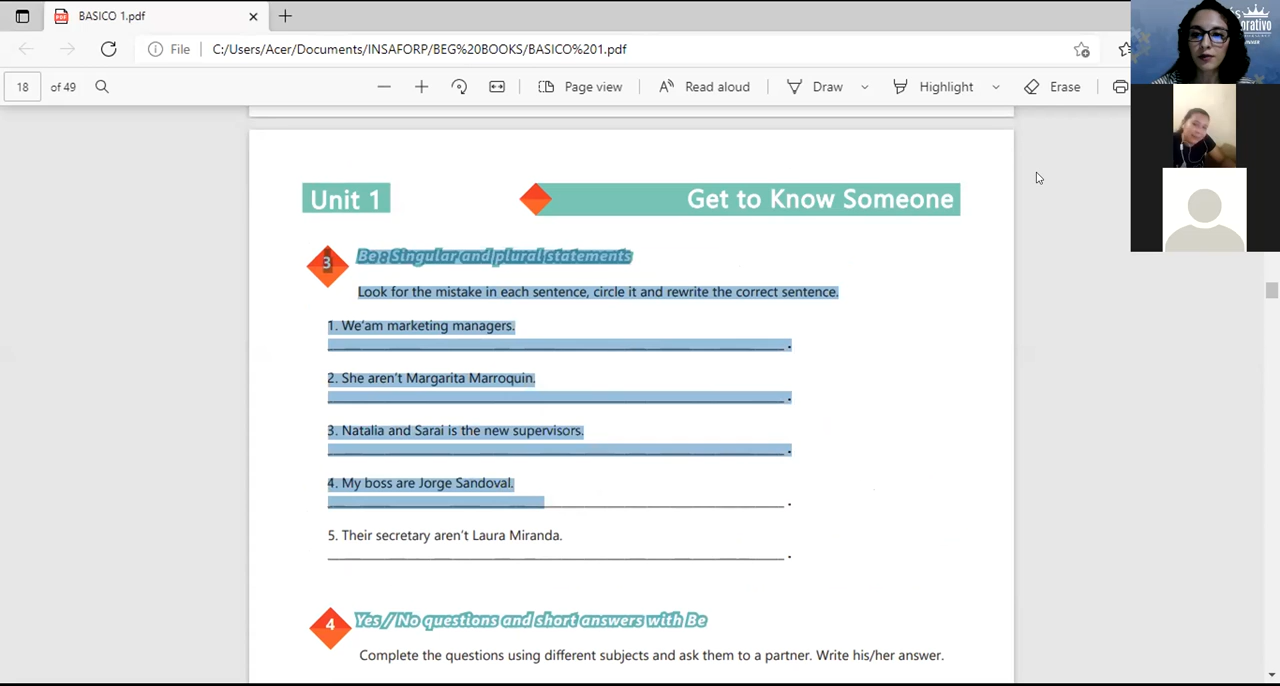 BASICO 1.pdf
File C:/Users/Acer/Documents/INSAFORP/BEG%20BOOKS/BASICO%201.pdf
18 of 49 Page view Read aloud Draw Highlight Erase
Unit 1 Get to Know Someone
3 Be : Singular and plural statements
Look for the mistake in each sentence, circle it and rewrite the correct sentence.
1. We'am marketing managers.
______________________________ .
2. She aren't Margarita Marroquin.
______________________________ .
3. Natalia and Sarai is the new supervisors.
______________________________ .
4. My boss are Jorge Sandoval.
______________________________ .
5. Their secretary aren't Laura Miranda.
______________________________ .
4 Yes / No questions and short answers with Be
Complete the questions using different subjects and ask them to a partner. Write his/her answer.